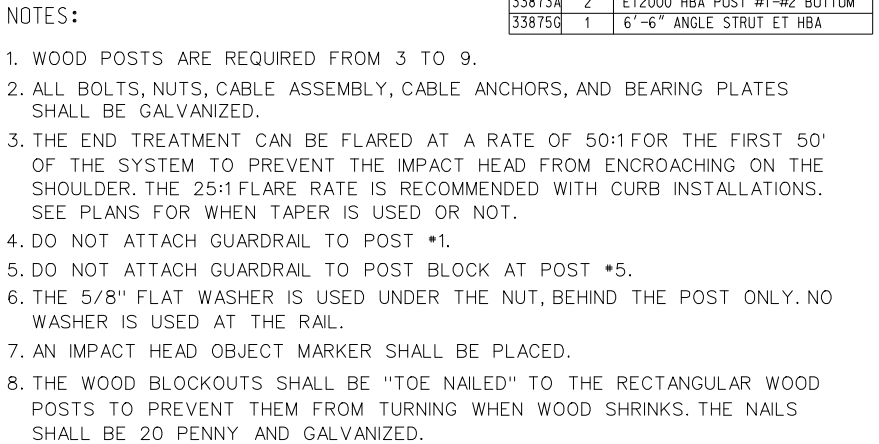 33873A 2 ET2000 HBA POST #1-#2 BOTTOM
NOTES:
33875G 1 6'-6" ANGLE STRUT ET HBA
1. WOOD POSTS ARE REQUIRED FROM 3 TO 9.
2. ALL BOLTS, NUTS, CABLE ASSEMBLY, CABLE ANCHORS, AND BEARING PLATES
SHALL BE GALVANIZED.
3. THE END TREATMENT CAN BE FLARED AT A RATE OF 50:1 FOR THE FIRST 50'
OF THE SYSTEM TO PREVENT THE IMPACT HEAD FROM ENCROACHING ON THE
SHOULDER. THE 25:1 FLARE RATE IS RECOMMENDED WITH CURB INSTALLATIONS.
SEE PLANS FOR WHEN TAPER IS USED OR NOT.
4. DO NOT ATTACH GUARDRAIL TO POST #1.
5. DO NOT ATTACH GUARDRAIL TO POST BLOCK AT POST #5.
6. THE 5/8" FLAT WASHER IS USED UNDER THE NUT, BEHIND THE POST ONLY. NO
WASHER IS USED AT THE RAIL.
7. AN IMPACT HEAD OBJECT MARKER SHALL BE PLACED.
8. THE WOOD BLOCKOUTS SHALL BE "TOE NAILED" TO THE RECTANGULAR WOOD
POSTS TO PREVENT THEM FROM TURNING WHEN WOOD SHRINKS. THE NAILS
SHALL BE 20 PENNY AND GALVANIZED.